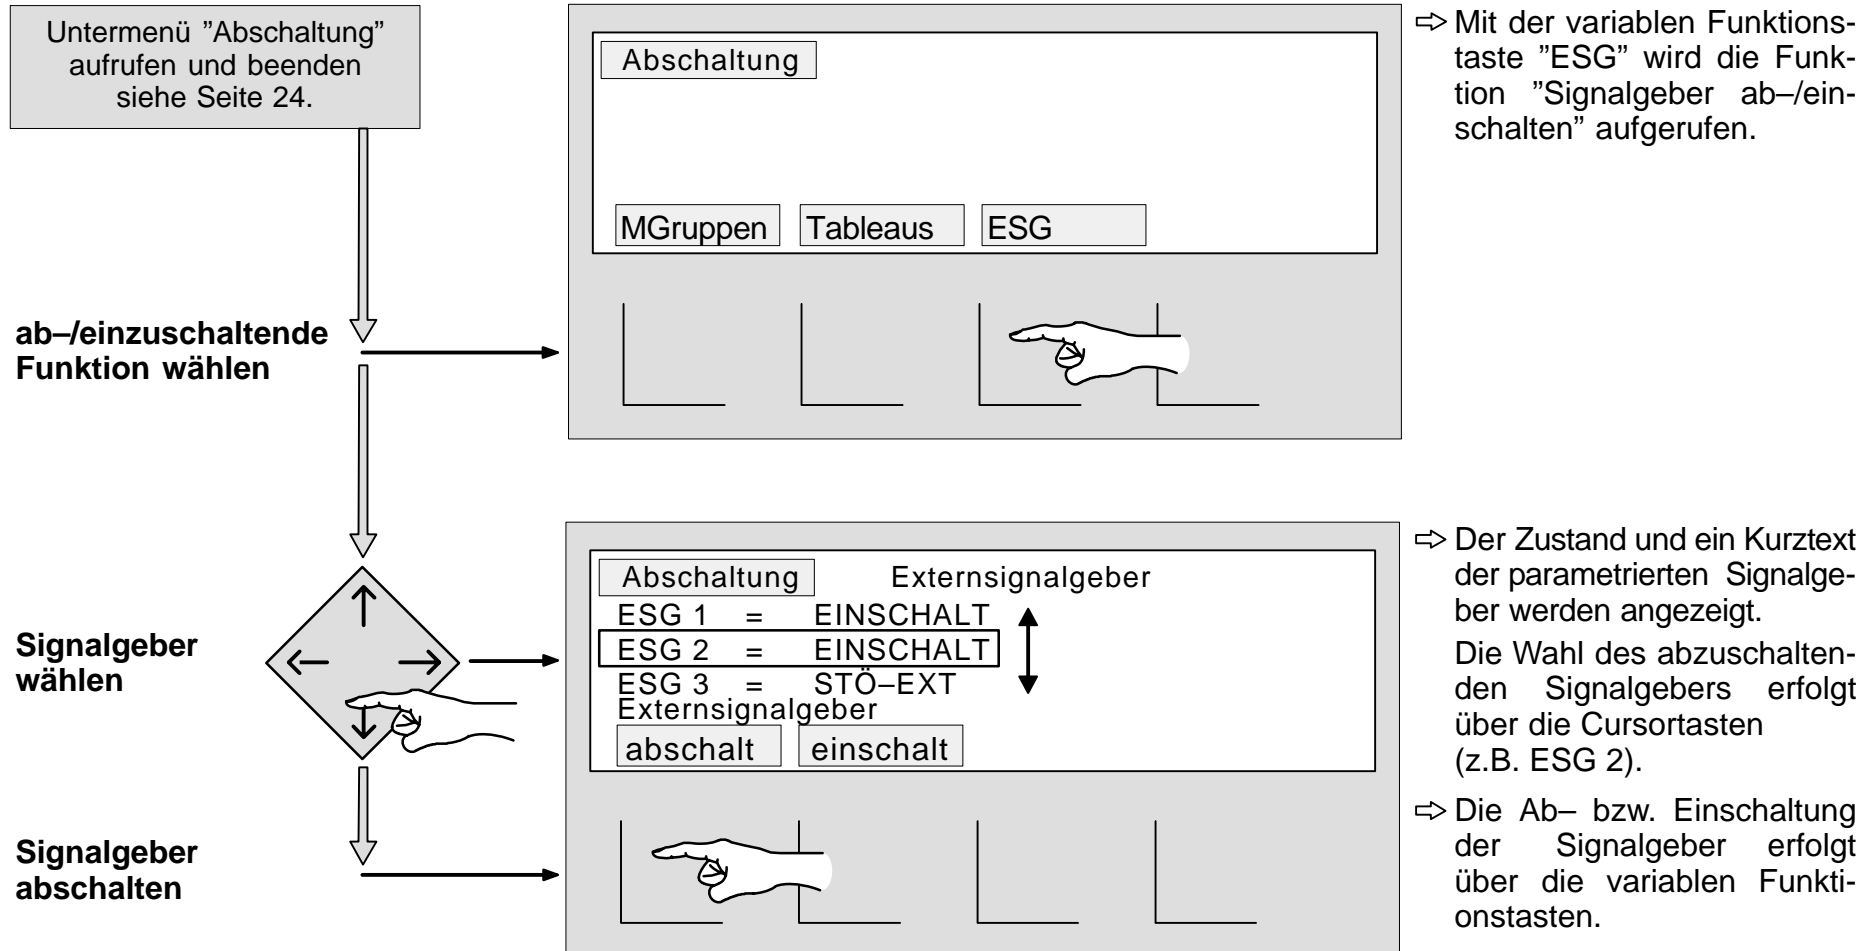 Untermenü ”Abschaltung”
aufrufen und beenden
siehe Seite 24.
Abschaltung
MGruppen Tableaus ESG
⇨ Mit der variablen Funktions-
taste ”ESG” wird die Funk-
tion ”Signalgeber ab–/ein-
schalten” aufgerufen.
ab–/einzuschaltende
Funktion wählen
Signalgeber
wählen
Abschaltung Externsignalgeber
ESG 1 = EINSCHALT
ESG 2 = EINSCHALT
ESG 3 = STÖ–EXT
Externsignalgeber
abschalt einschalt
⇨ Der Zustand und ein Kurztext
der parametrierten Signalge-
ber werden angezeigt.
Die Wahl des abzuschalten-
den Signalgebers erfolgt
über die Cursortasten
(z.B. ESG 2).
Signalgeber
abschalten
⇨ Die Ab– bzw. Einschaltung
der Signalgeber erfolgt
über die variablen Funkti-
onstasten.